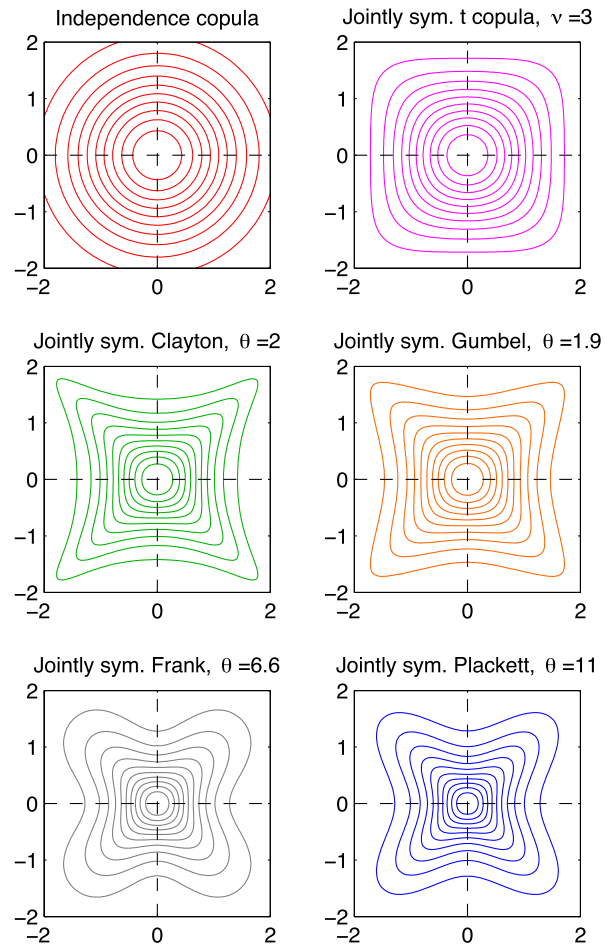 Independence copula
Jointly sym. t copula, ν =3
2
1
0
−1
−2
−2 0 2
2
1
0
−1
−2
−2 0 2
Jointly sym. Clayton, θ =2
Jointly sym. Gumbel, θ =1.9
2
1
0
−1
−2
−2 0 2
2
1
0
−1
−2
−2 0 2
Jointly sym. Frank, θ =6.6
Jointly sym. Plackett, θ =11
2
1
0
−1
−2
−2 0 2
2
1
0
−1
−2
−2 0 2